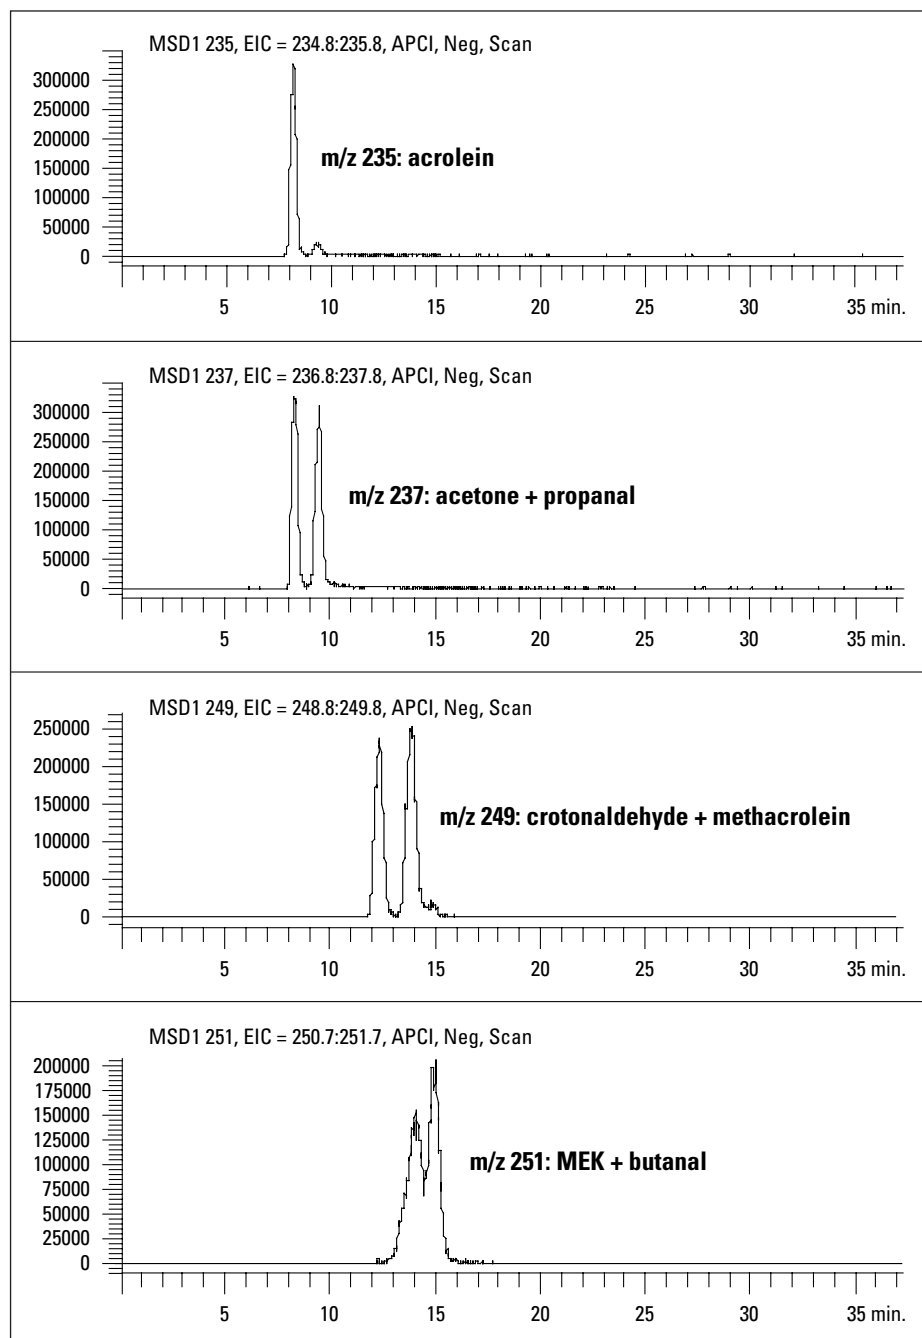 MSD1 235, EIC = 234.8:235.8, APCI, Neg, Scan
300000
250000
200000
150000
100000
50000
0
m/z 235: acrolein
5 10 15 20 25 30 35 min.
MSD1 237, EIC = 236.8:237.8, APCI, Neg, Scan
300000
250000
200000
150000
100000
50000
0
m/z 237: acetone + propanal
5 10 15 20 25 30 35 min.
MSD1 249, EIC = 248.8:249.8, APCI, Neg, Scan
250000
200000
150000
100000
50000
0
m/z 249: crotonaldehyde + methacrolein
5 10 15 20 25 30 35 min.
MSD1 251, EIC = 250.7:251.7, APCI, Neg, Scan
200000
175000
150000
125000
100000
75000
50000
25000
0
m/z 251: MEK + butanal
5 10 15 20 25 30 35 min.